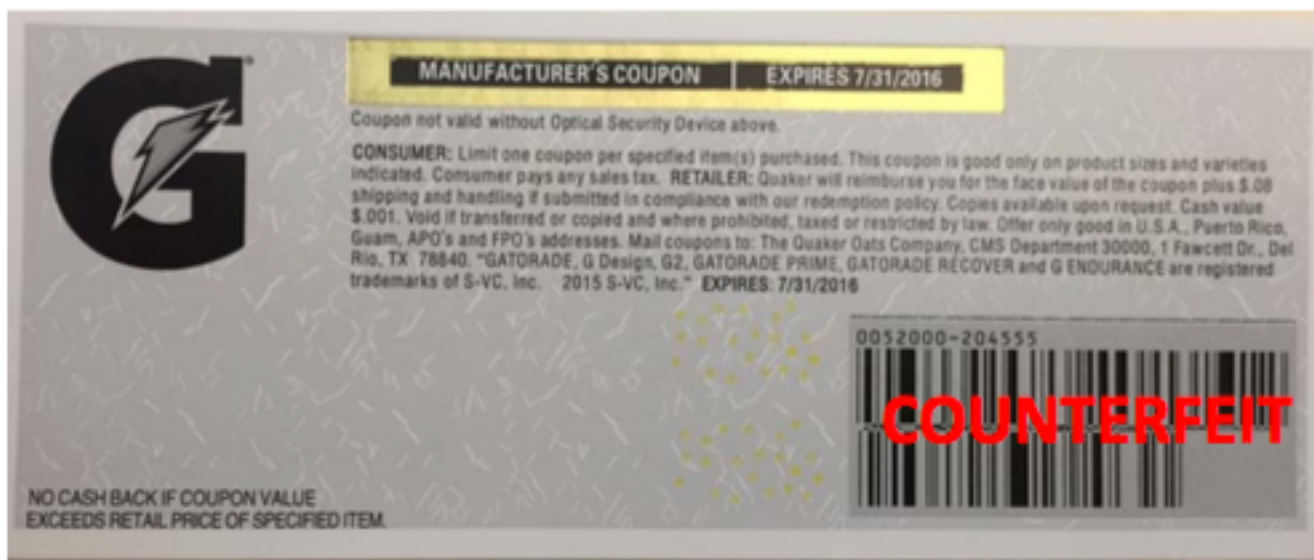 G
MANUFACTURER'S COUPON | EXPIRES 7/31/2016
Coupon not valid without Optical Security Device above.
CONSUMER: Limit one coupon per specified item(s) purchased. This coupon is good only on product sizes and varieties
indicated. Consumer pays any sales tax. RETAILER: Quaker will reimburse you for the face value of the coupon plus $.08
shipping and handling if submitted in compliance with our redemption policy. Copies available upon request. Cash value
$.001. Void if transferred or copied and where prohibited, taxed or restricted by law. Offer only good in U.S.A., Puerto Rico,
Guam, APO's and FPO's addresses. Mail coupons to: The Quaker Oats Company, CMS Department 30000, 1 Fawcett Dr., Del
Rio, TX 78840. "GATORADE, G Design, G2, GATORADE PRIME, GATORADE RECOVER and G ENDURANCE are registered
trademarks of S-VC, Inc. 2015 S-VC, Inc." EXPIRES: 7/31/2016
0052000-204555
COUNTERFEIT
NO CASH BACK IF COUPON VALUE
EXCEEDS RETAIL PRICE OF SPECIFIED ITEM.